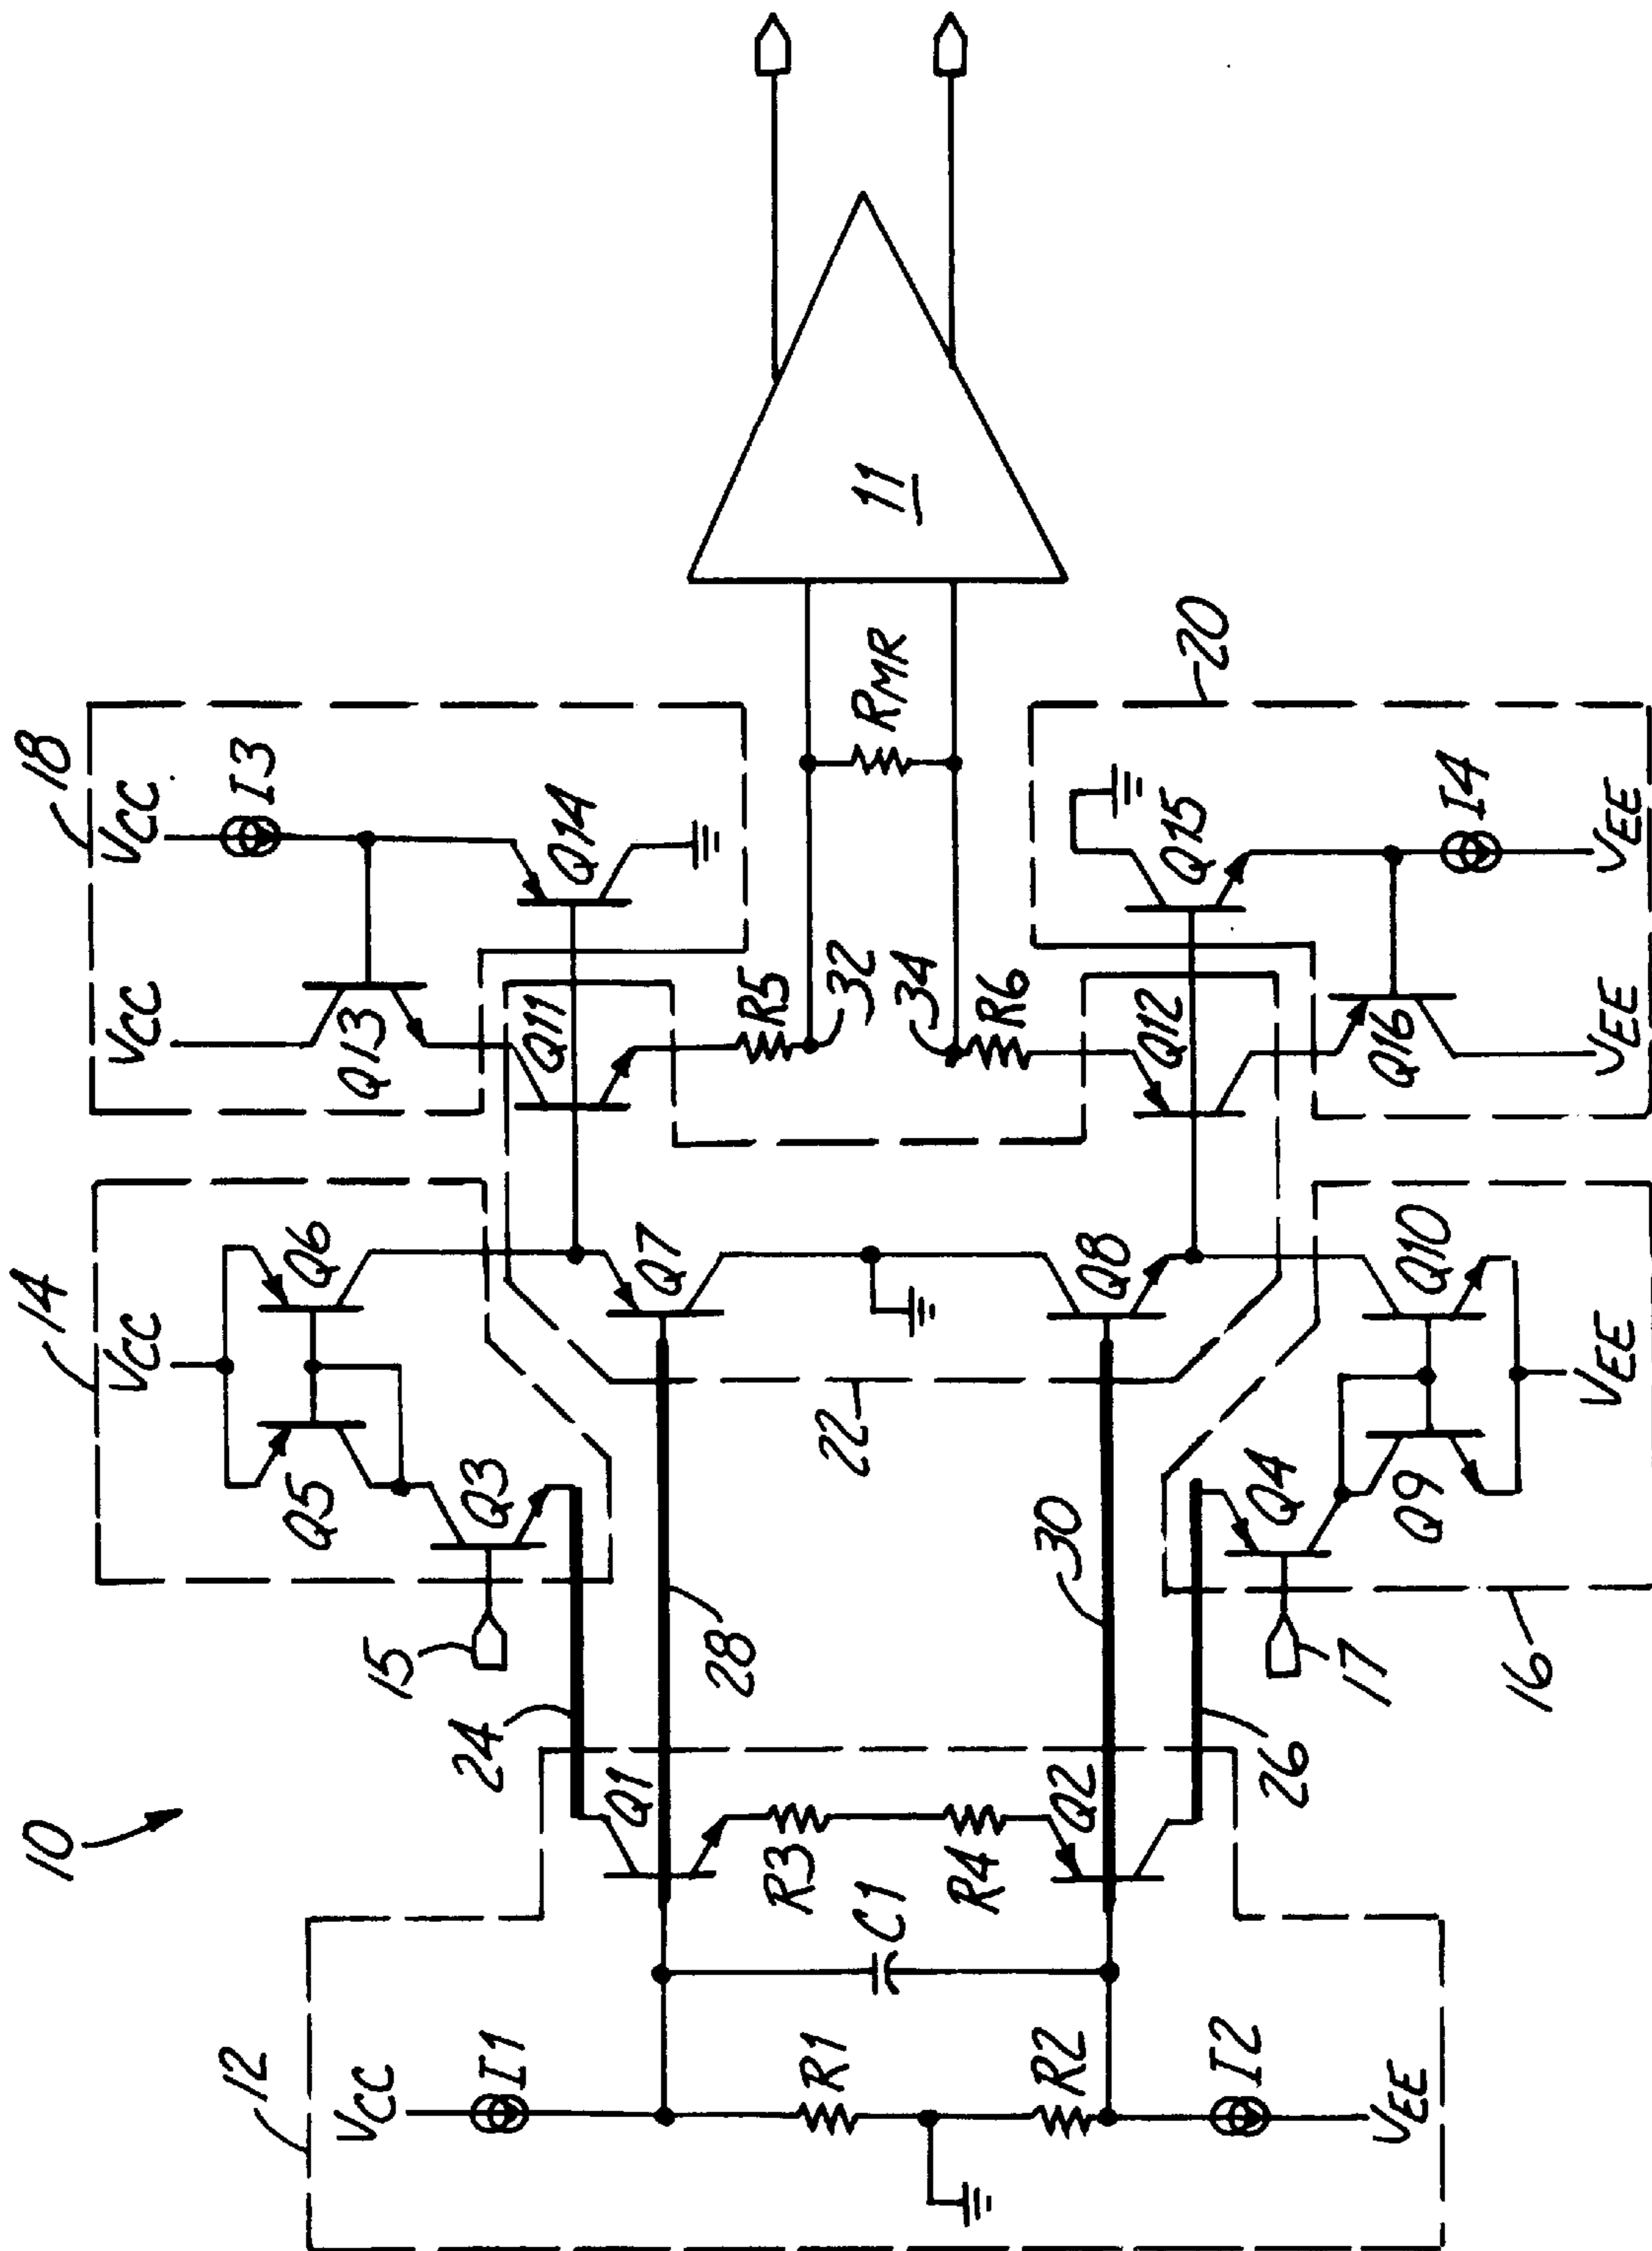 10
12
VCC
I1
R1
R2
I2
VEE
C1
Q1
R3
R4
Q2
24
26
28
30
15
17
14
VCC
Q5
Q6
Q3
Q7
22
Q8
Q4
Q9
Q10
VEE
16
18
VCC
VCC
I3
Q13
Q14
Q11
R5
32
34
R6
Q12
RMR
11
20
Q15
I4
Q16
VEE
VEE